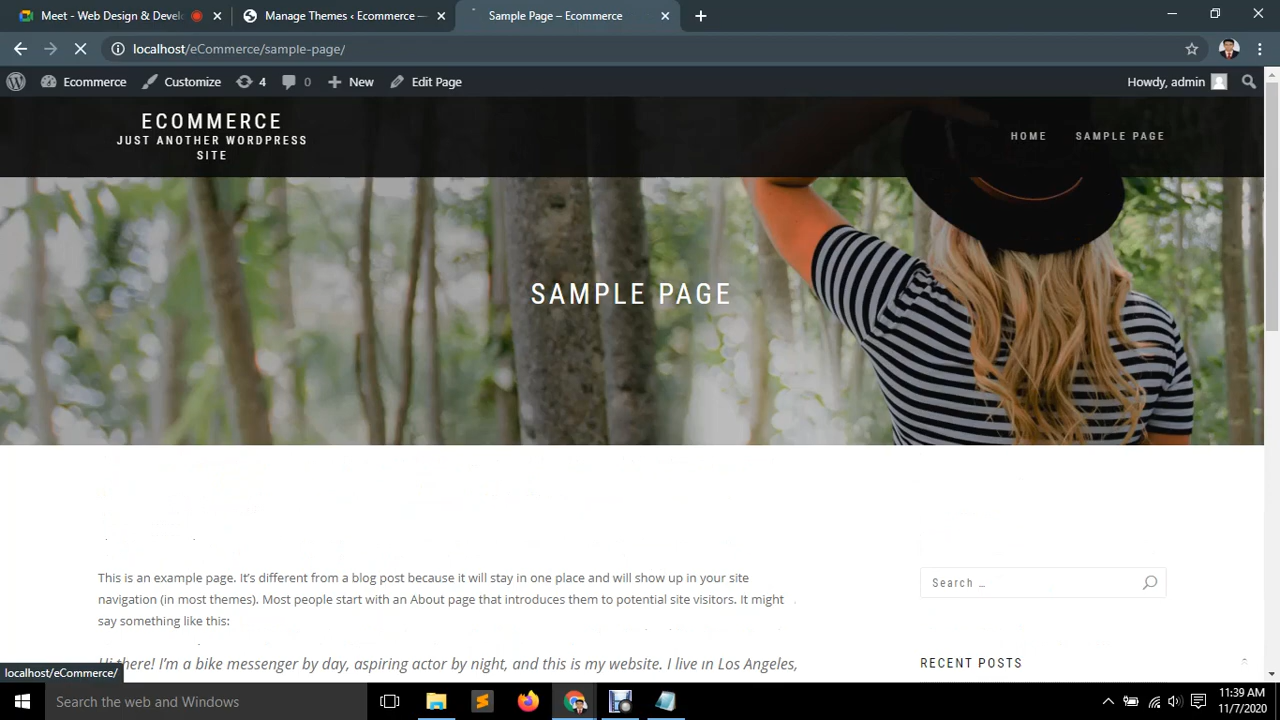 Meet - Web Design & Develo
Manage Themes ‹ Ecommerce —
Sample Page – Ecommerce
localhost/eCommerce/sample-page/
Ecommerce
Customize
4
0
New
Edit Page
Howdy, admin
ECOMMERCE
JUST ANOTHER WORDPRESS
SITE
HOME
SAMPLE PAGE
SAMPLE PAGE
This is an example page. It's different from a blog post because it will stay in one place and will show up in your site
navigation (in most themes). Most people start with an About page that introduces them to potential site visitors. It might
say something like this:
Hi there! I'm a bike messenger by day, aspiring actor by night, and this is my website. I live in Los Angeles,
Search …
RECENT POSTS
localhost/eCommerce/
Search the web and Windows
11:39 AM
11/7/2020